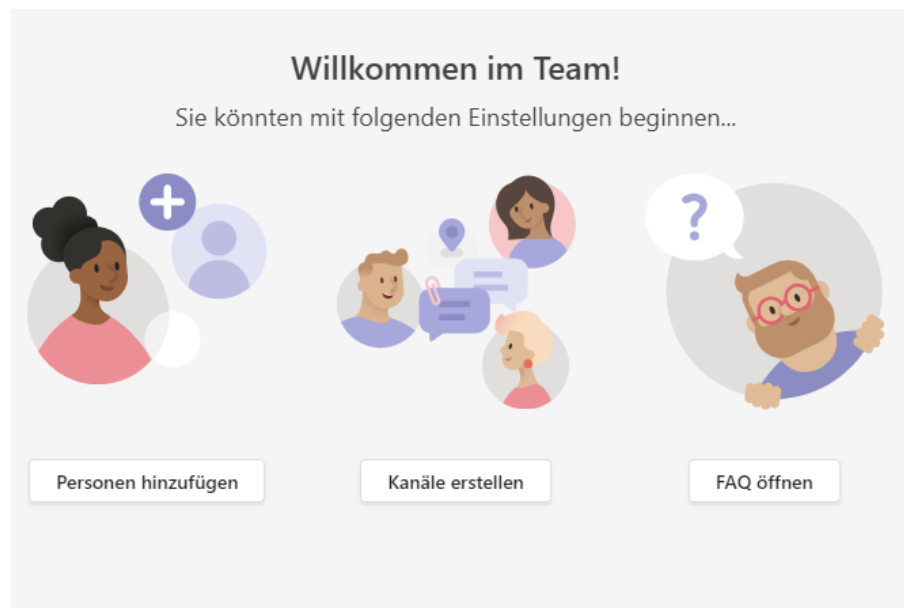 Willkommen im Team!
Sie könnten mit folgenden Einstellungen beginnen...
?
Personen hinzufügen
Kanäle erstellen
FAQ öffnen